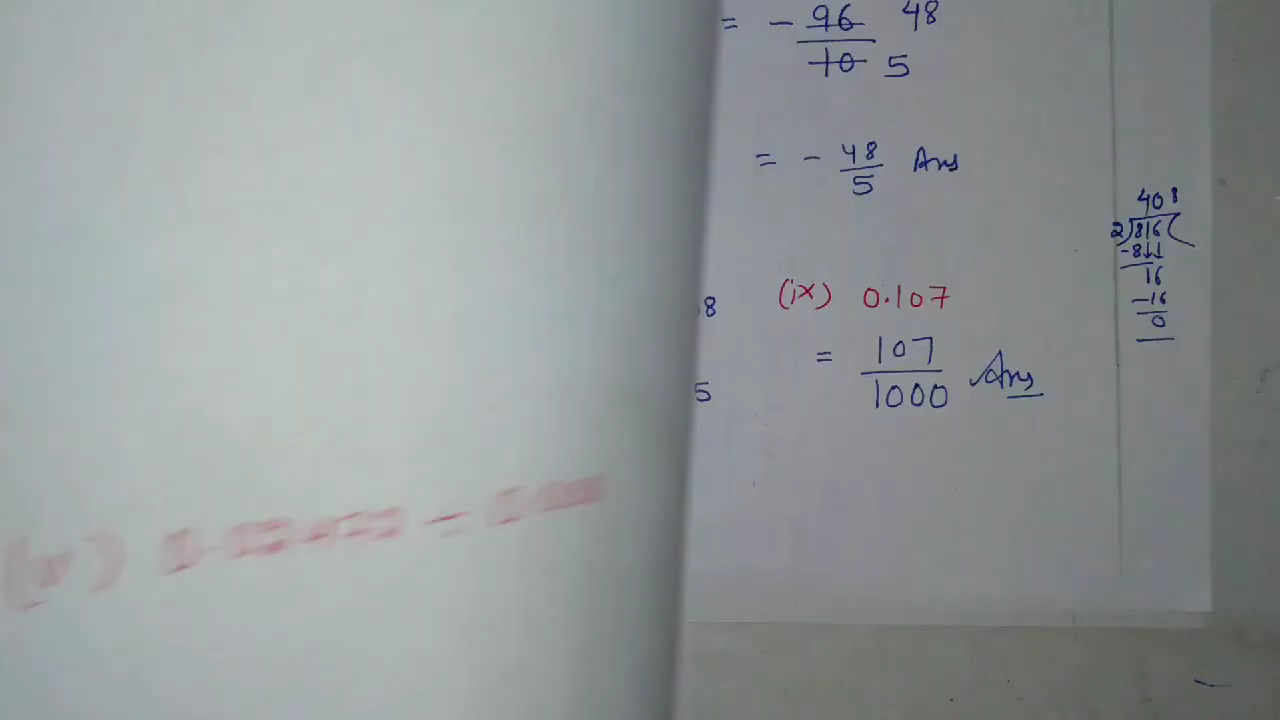 = - 96/10 48/5
= - 48/5 Ans
408
2)816(
-8↓↓
16
-16
0
8 (ix) 0.107
5 = 107/1000 Ans